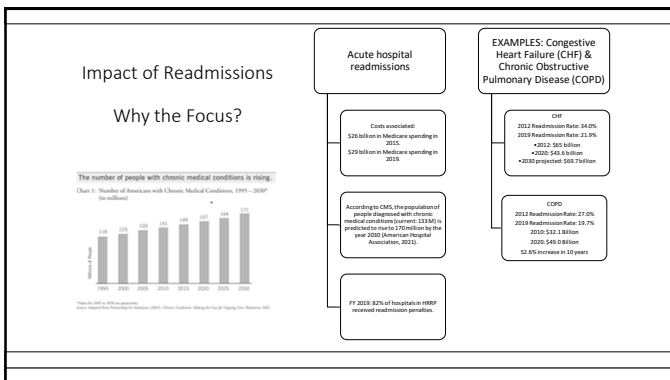 Impact of Readmissions
Why the Focus?
The number of people with chronic medical conditions is rising.
Chart 1: Number of Americans with Chronic Medical Conditions, 1995 – 2030*
(in millions)
Millions of People
118
125
133
141
149
157
164
171
1995
2000
2005
2010
2015
2020
2025
2030
Acute hospital
readmissions
Costs associated:
$26 billion in Medicare spending in
2015.
$29 billion in Medicare spending in
2019.
According to CMS, the population of
people diagnosed with chronic
medical conditions (current: 133 M) is
predicted to rise to 170 million by the
year 2030 (American Hospital
Association, 2021).
FY 2019: 82% of hospitals in HRRP
received readmission penalties.
EXAMPLES: Congestive
Heart Failure (CHF) &
Chronic Obstructive
Pulmonary Disease (COPD)
CHF
2012 Readmission Rate: 34.0%
2019 Readmission Rate: 21.9%
•2012: $65 billion
•2020: $43.6 billion
•2030 projected: $69.7 billion
COPD
2012 Readmission Rate: 27.0%
2019 Readmission Rate: 19.7%
2010: $32.1 Billion
2020: $49.0 Billion
52.6% increase in 10 years